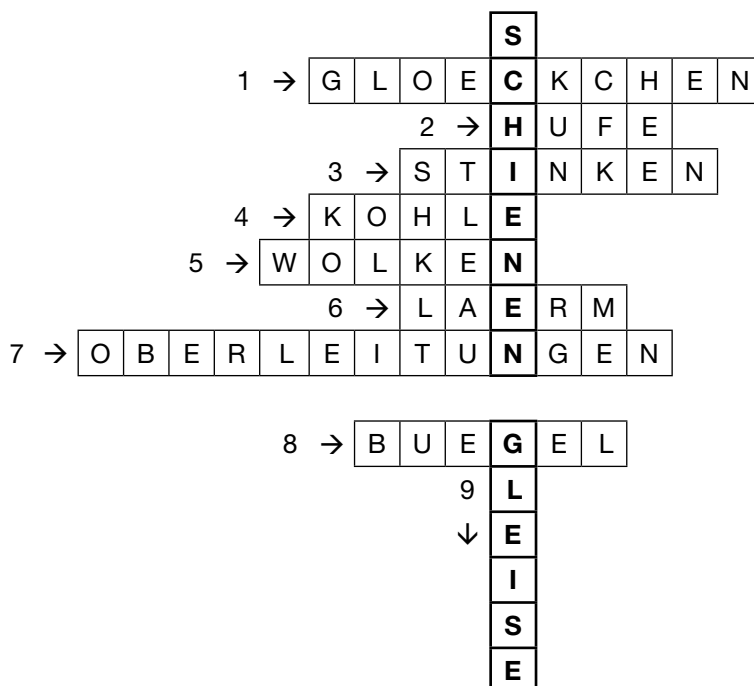 S
1 → GLOECKCHEN
2 → HUFE
3 → STINKEN
4 → KOHLE
5 → WOLKEN
6 → LAERM
7 → OBERLEITUNGEN
8 → BUEGEL
9 L
↓ E
I
S
E